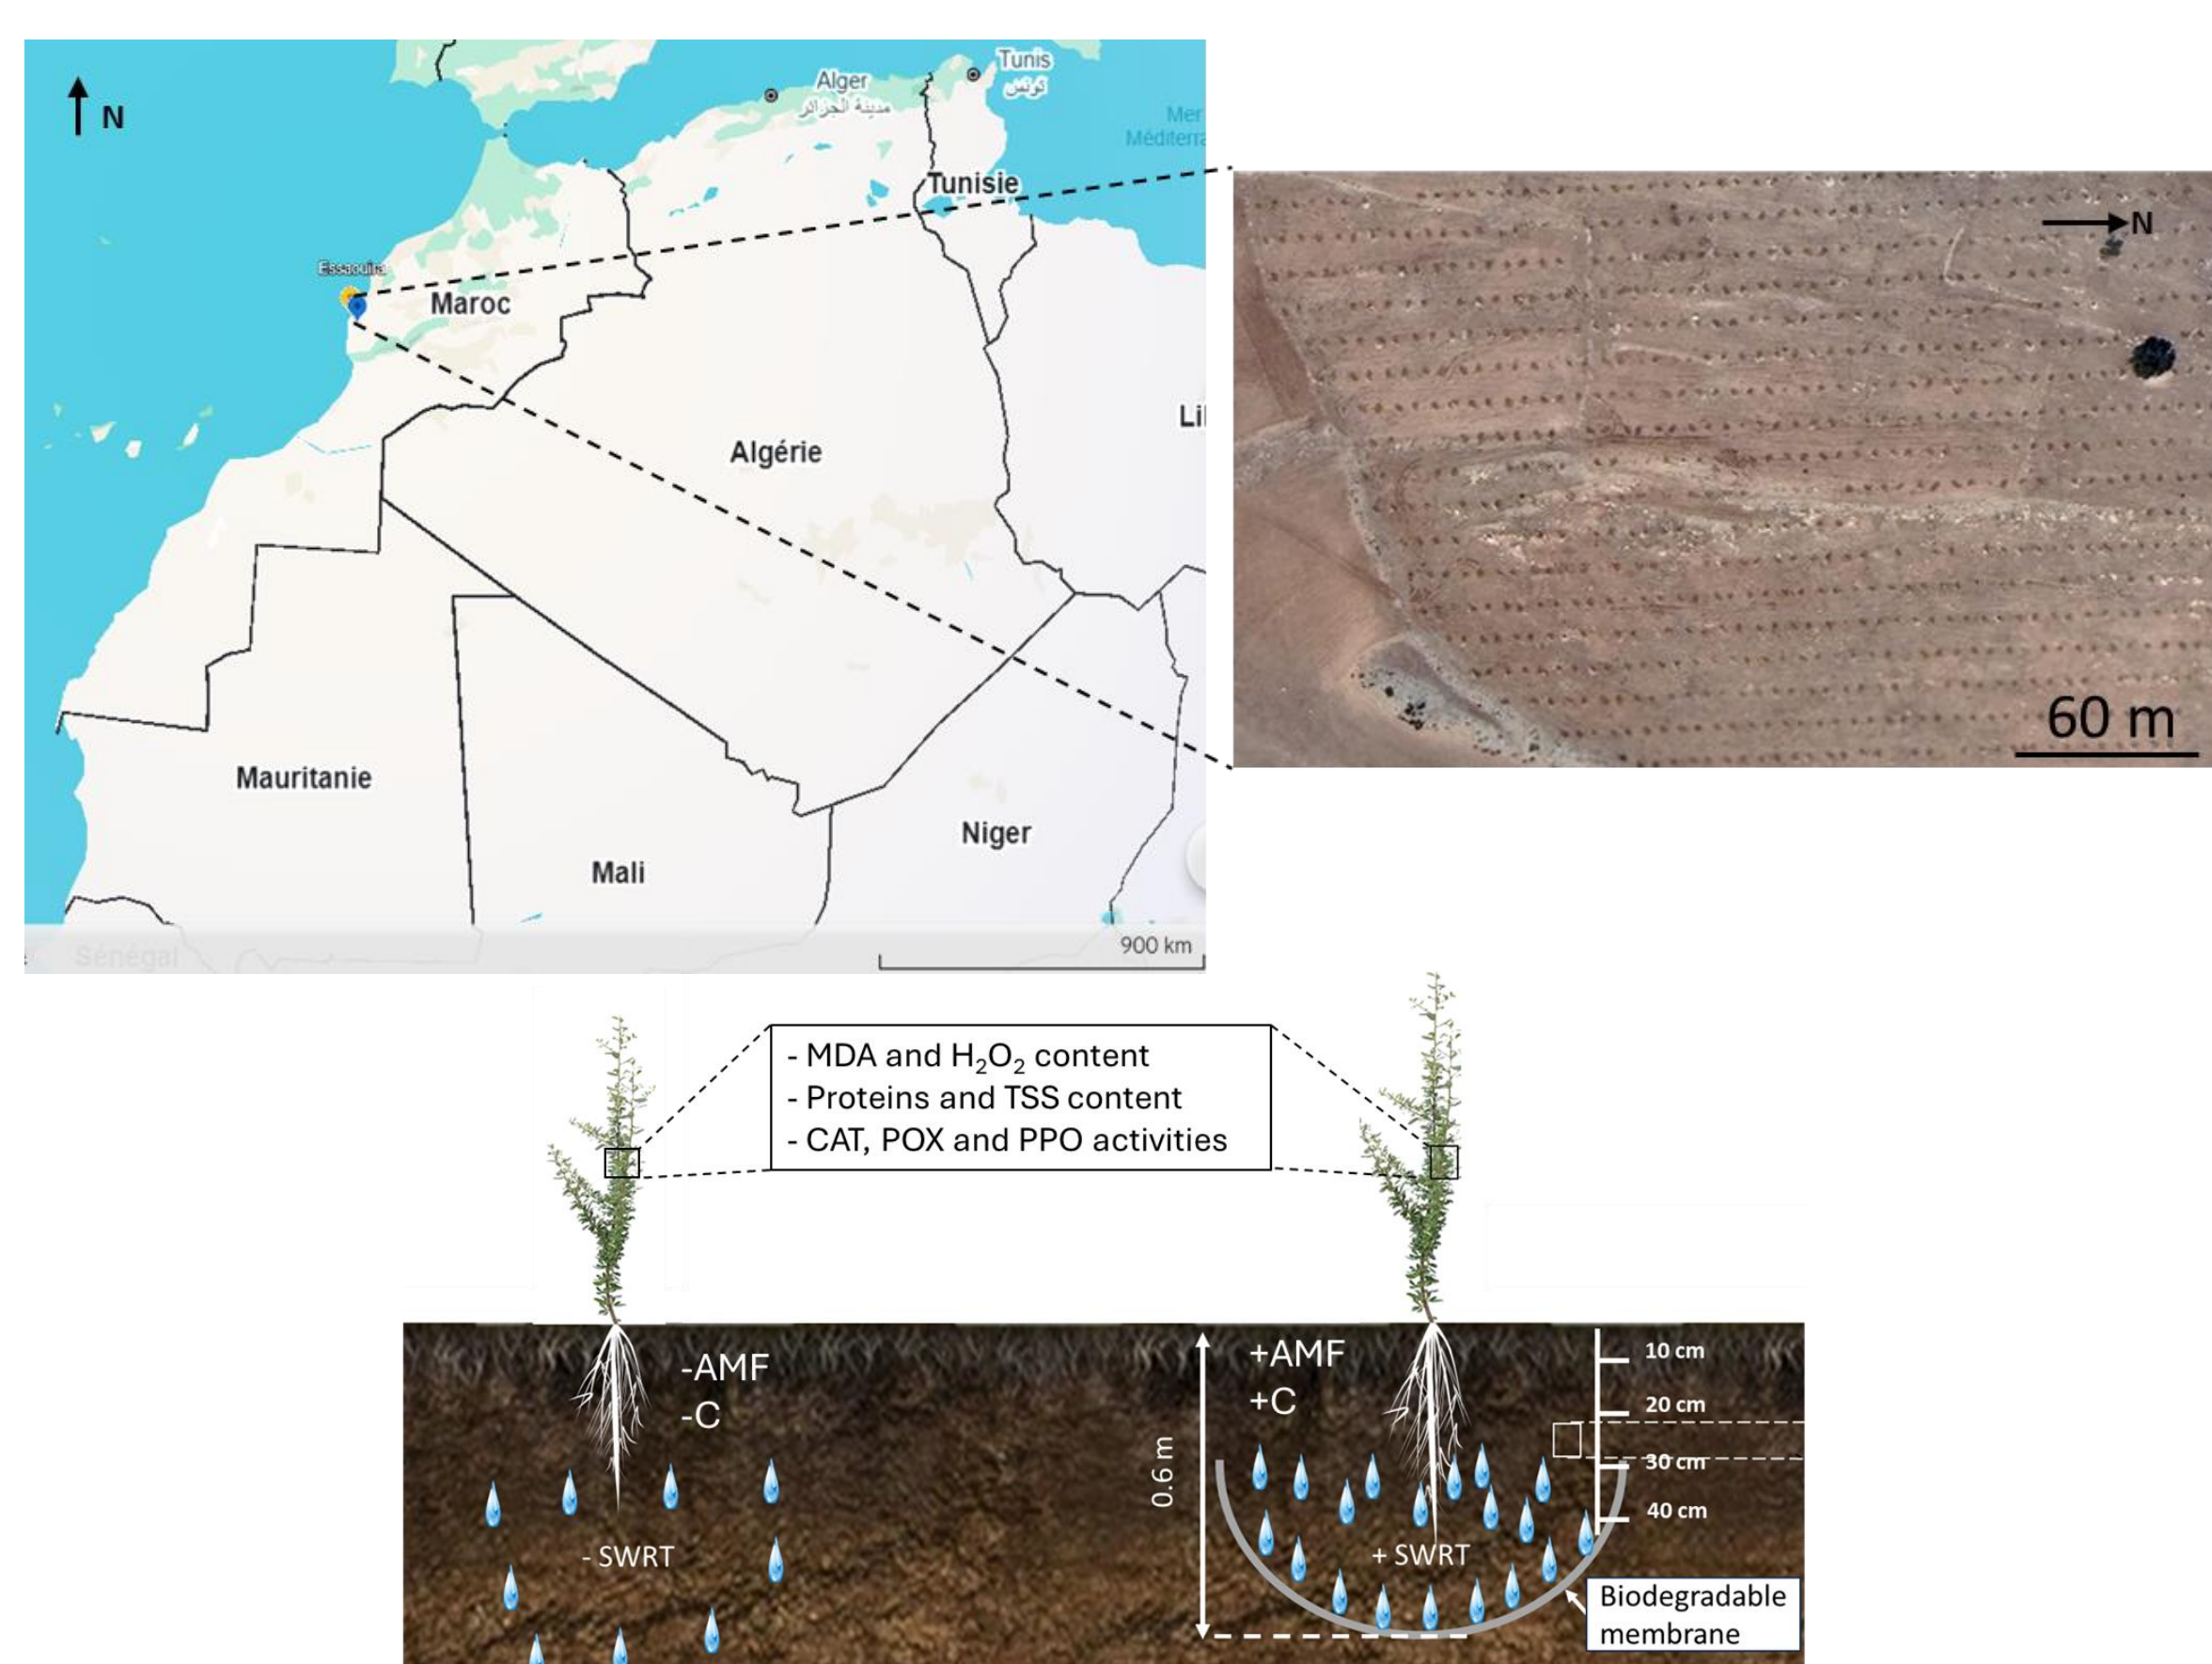 N
Alger
مدينة الجزائر
Tunis
تونس
Mer
Méditerra
Tunisie
Essaouira
Maroc
Algérie
Li
Mauritanie
Mali
Niger
Sénégal
900 km
N
60 m
- MDA and H₂O₂ content
- Proteins and TSS content
- CAT, POX and PPO activities
-AMF
-C
- SWRT
0.6 m
+AMF
+C
+ SWRT
10 cm
20 cm
30 cm
40 cm
Biodegradable
membrane